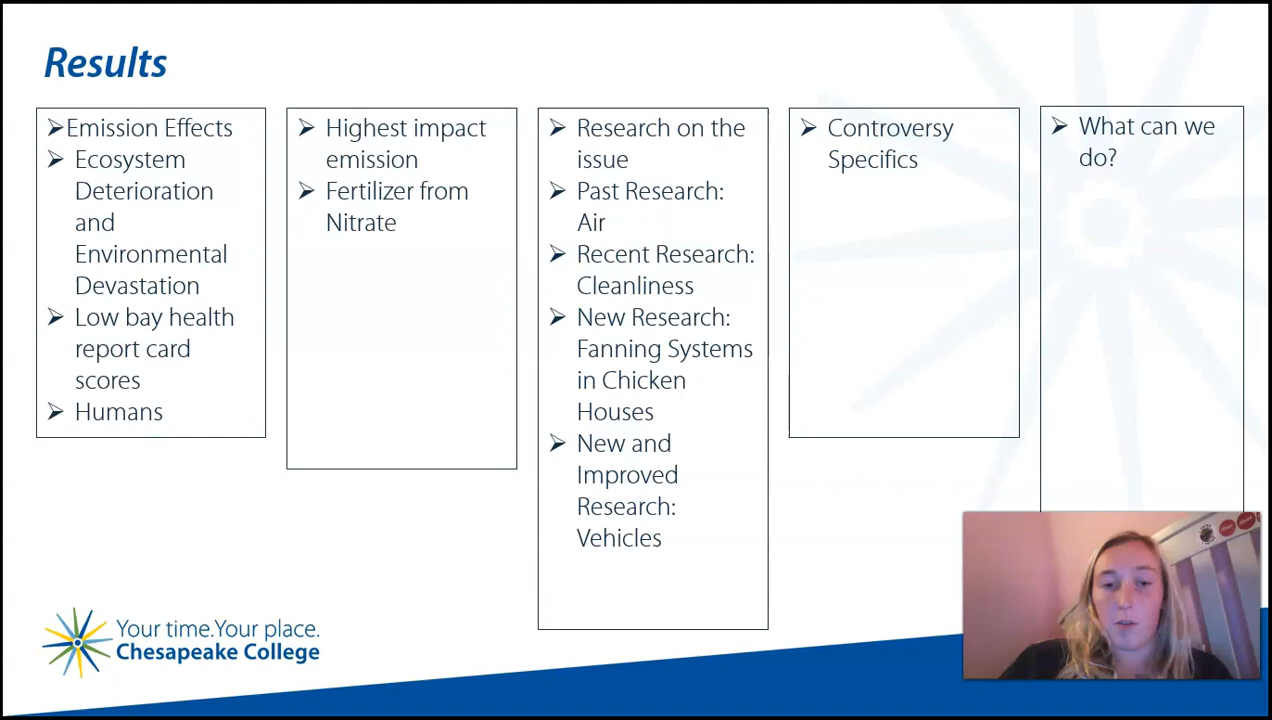 Results
➢Emission Effects
➢ Ecosystem
Deterioration
and
Environmental
Devastation
➢ Low bay health
report card
scores
➢ Humans
➢ Highest impact
emission
➢ Fertilizer from
Nitrate
➢ Research on the
issue
➢ Past Research:
Air
➢ Recent Research:
Cleanliness
➢ New Research:
Fanning Systems
in Chicken
Houses
➢ New and
Improved
Research:
Vehicles
➢ Controversy
Specifics
➢ What can we
do?
Your time.Your place.
Chesapeake College